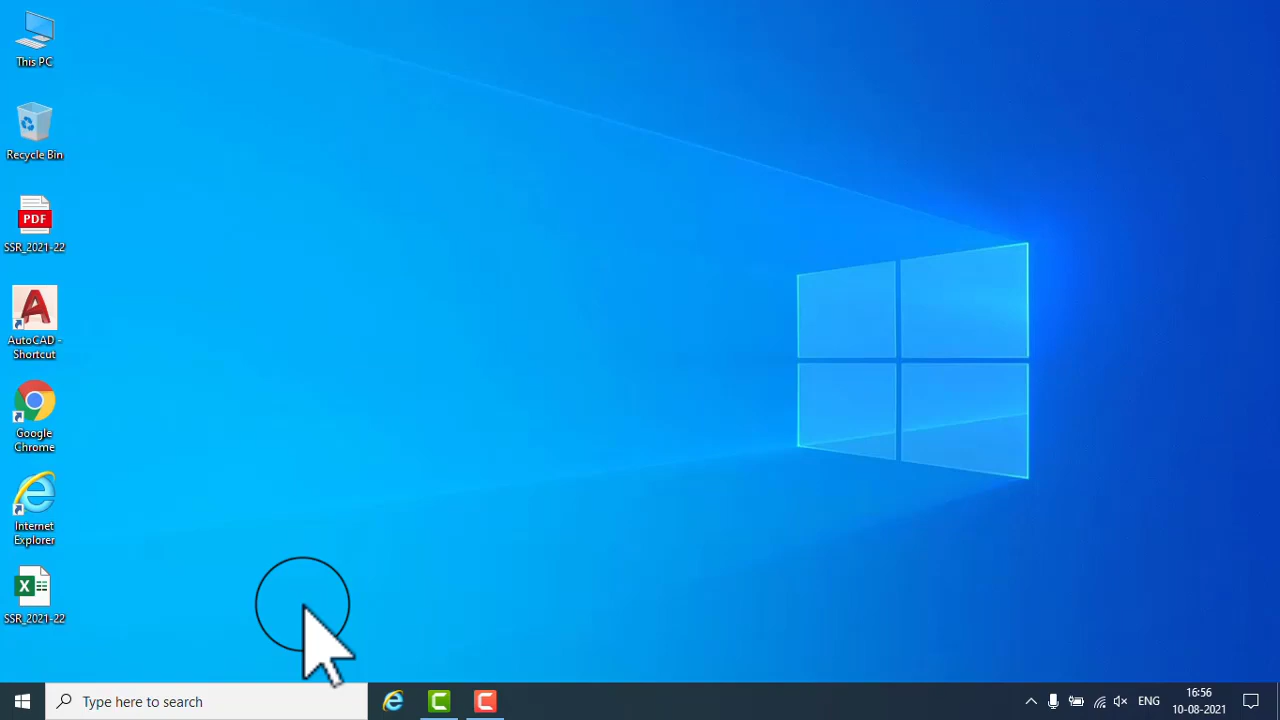 This PC
Recycle Bin
PDF
SSR_2021-22
AutoCAD -
Shortcut
Google
Chrome
Internet
Explorer
X
SSR_2021-22
Type here to search
C
C
ENG
16:56
10-08-2021